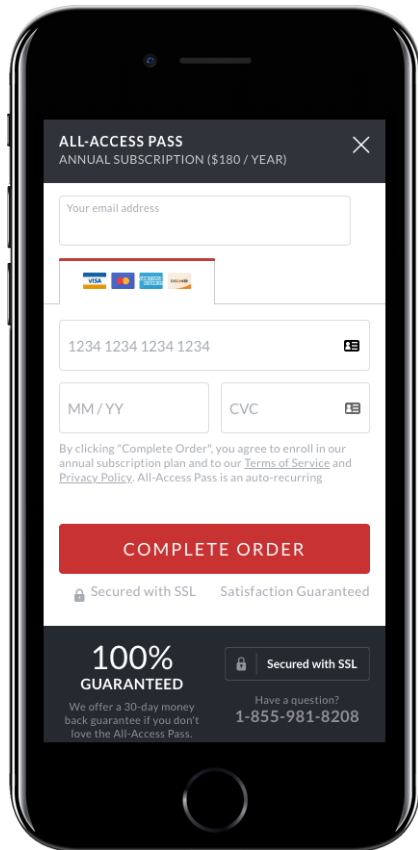 ALL-ACCESS PASS
ANNUAL SUBSCRIPTION ($180 / YEAR)
Your email address
VISA DISCOVER
1234 1234 1234 1234
MM / YY CVC
By clicking "Complete Order", you agree to enroll in our
annual subscription plan and to our Terms of Service and
Privacy Policy. All-Access Pass is an auto-recurring
COMPLETE ORDER
Secured with SSL Satisfaction Guaranteed
100%
GUARANTEED
We offer a 30-day money
back guarantee if you don't
love the All-Access Pass.
Secured with SSL
Have a question?
1-855-981-8208